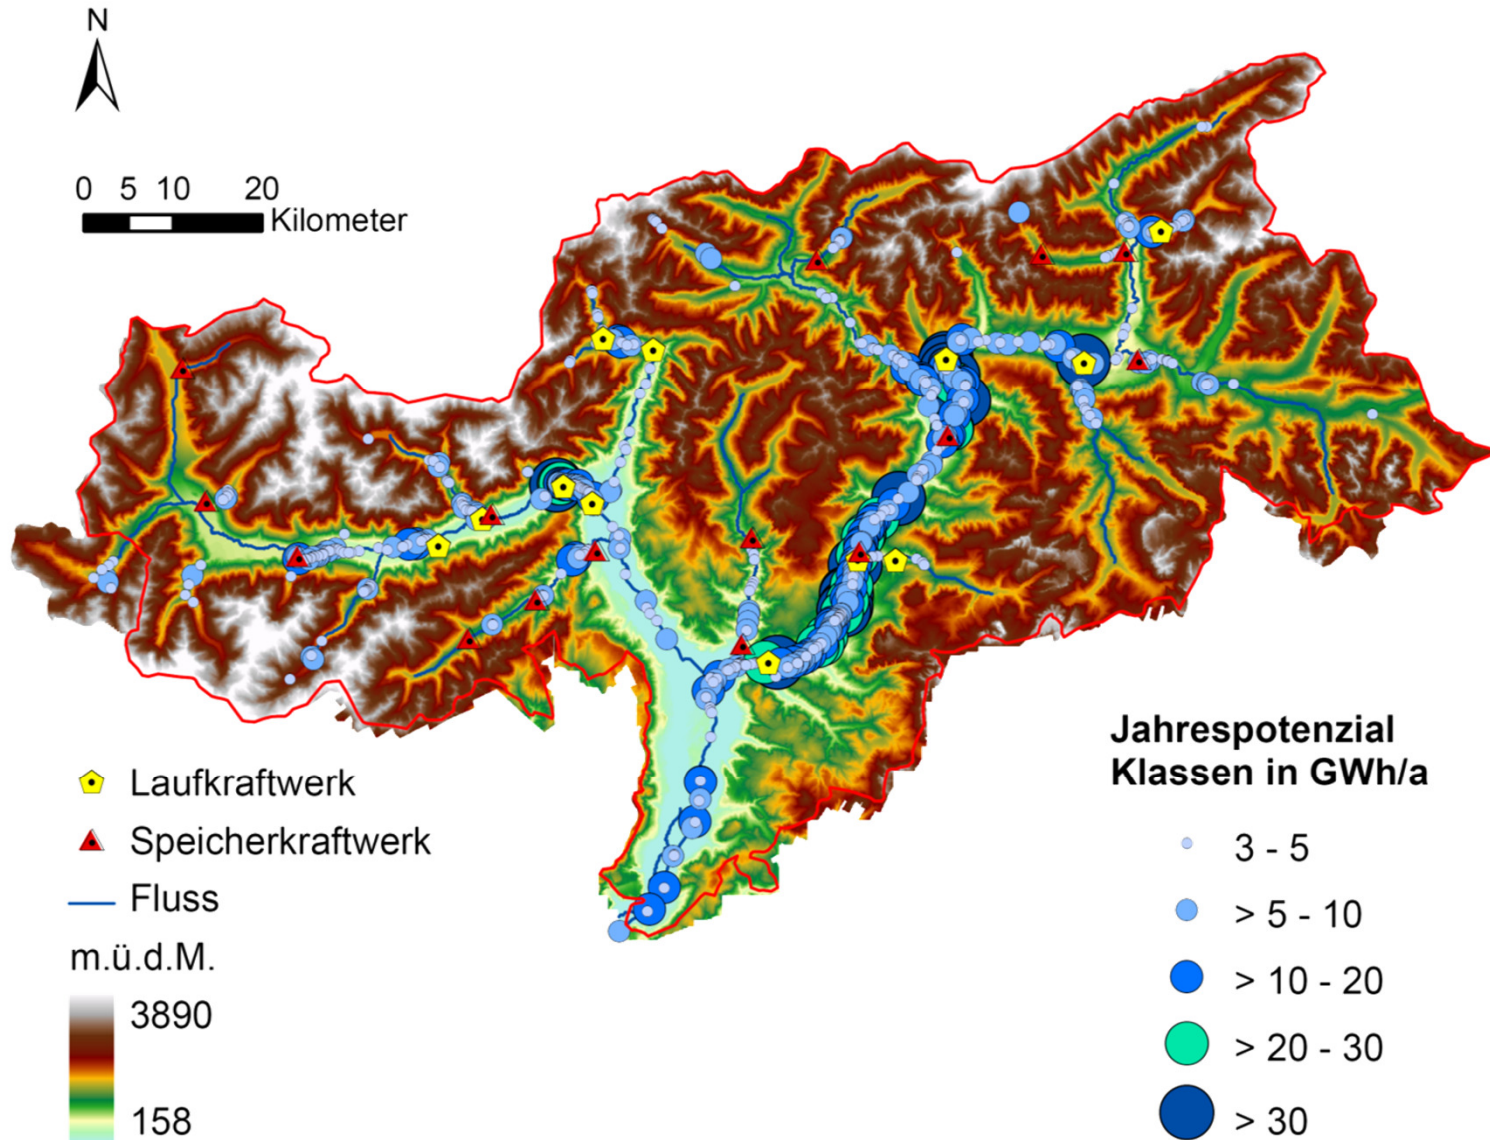 N
0 5 10 20
Kilometer
Laufkraftwerk
Speicherkraftwerk
Fluss
m.ü.d.M.
3890
158
Jahrespotenzial
Klassen in GWh/a
3 - 5
> 5 - 10
> 10 - 20
> 20 - 30
> 30